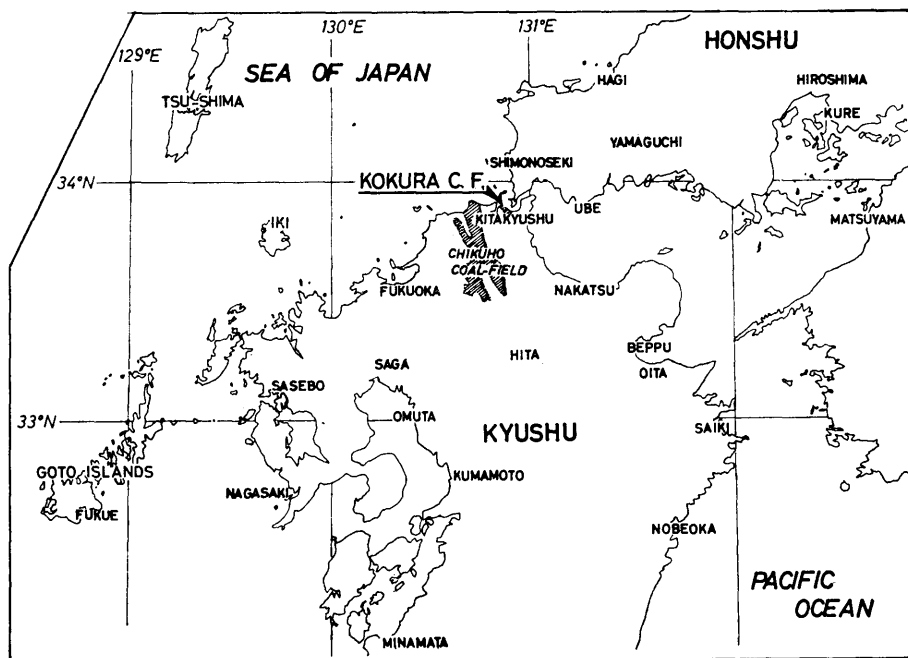 130°E
131°E
HONSHU
129°E
SEA OF JAPAN
HAGI
HIROSHIMA
TSU-SHIMA
KURE
YAMAGUCHI
SHIMONOSEKI
34°N
KOKURA C. F.
UBE
IKI
KITAKYUSHU
MATSUYAMA
CHIKUHO
COAL-FIELD
FUKUOKA
NAKATSU
BEPPU
HITA
SAGA
OITA
SASEBO
33°N
OMUTA
SAIKI
KYUSHU
GOTO ISLANDS
KUMAMOTO
NAGASAKI
FUKUE
NOBEOKA
PACIFIC
OCEAN
MINAMATA